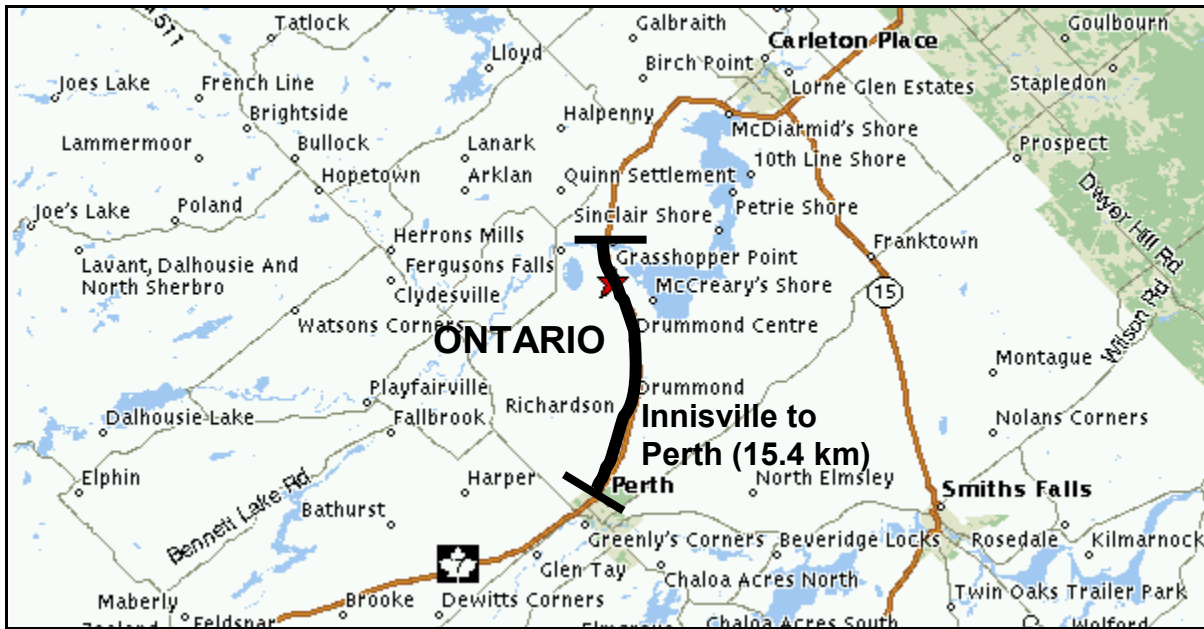 511
Tatlock
Galbraith
Goulbourn
Carleton Place
Lloyd
Birch Point
Joes Lake
French Line
Lorne Glen Estates
Stapledon
Brightside
Halpenny
McDiarmid's Shore
Lammermoor
Bullock
Lanark
Prospect
10th Line Shore
Hopetown
Arklan
Quinn Settlement
Dwyer Hill Rd
Joe's Lake
Poland
Sinclair Shore
Petrie Shore
Herrons Mills
Franktown
Lavant, Dalhousie And
North Sherbro
Fergusons Falls
Grasshopper Point
Clydesville
McCreary's Shore
15
Watsons Corners
ONTARIO
Drummond Centre
Wilson Rd
Montague
Playfairville
Drummond
Dalhousie Lake
Fallbrook
Richardson
Innisville to
Perth (15.4 km)
Nolans Corners
Elphin
Harper
Perth
North Elmsley
Smiths Falls
Bennett Lake Rd
Bathurst
Greenly's Corners
Beveridge Locks
Rosedale
Kilmarnock
7
Glen Tay
Chaloa Acres North
Twin Oaks Trailer Park
Maberly
Brooke
Dewitts Corners
Feldspar
Chaloa Acres South
Wolford